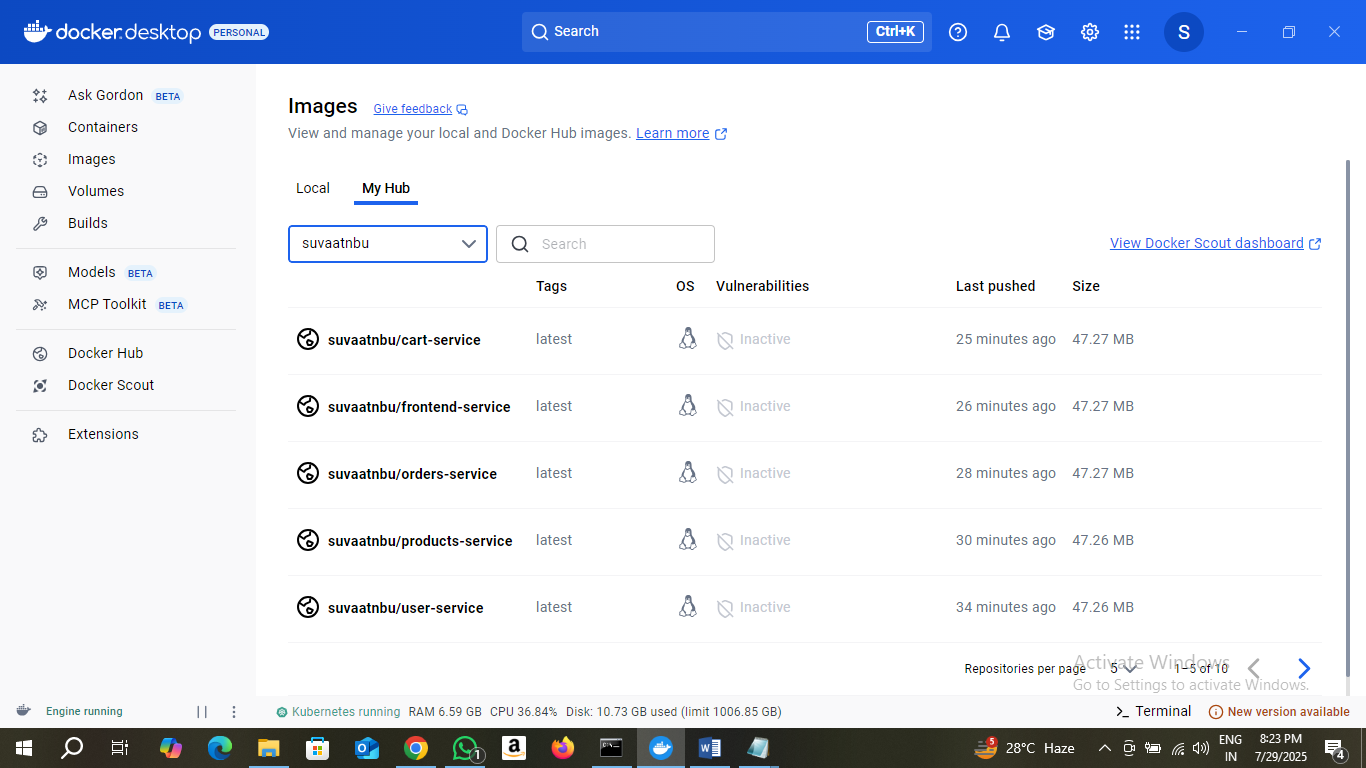 docker.desktop PERSONAL
Search Ctrl+K
S
Ask Gordon BETA
Containers
Images
Volumes
Builds
Models BETA
MCP Toolkit BETA
Docker Hub
Docker Scout
Extensions
Images Give feedback
View and manage your local and Docker Hub images. Learn more
Local My Hub
suvaatnbu Search View Docker Scout dashboard
Tags OS Vulnerabilities Last pushed Size
suvaatnbu/cart-service latest Inactive 25 minutes ago 47.27 MB
suvaatnbu/frontend-service latest Inactive 26 minutes ago 47.27 MB
suvaatnbu/orders-service latest Inactive 28 minutes ago 47.27 MB
suvaatnbu/products-service latest Inactive 30 minutes ago 47.26 MB
suvaatnbu/user-service latest Inactive 34 minutes ago 47.26 MB
Repositories per page 5 1–5 of 10
Activate Windows
Go to Settings to activate Windows.
Engine running Kubernetes running RAM 6.59 GB CPU 36.84% Disk: 10.73 GB used (limit 1006.85 GB) Terminal New version available
1 5 28°C Haze ENG 8:23 PM
IN 7/29/2025 4